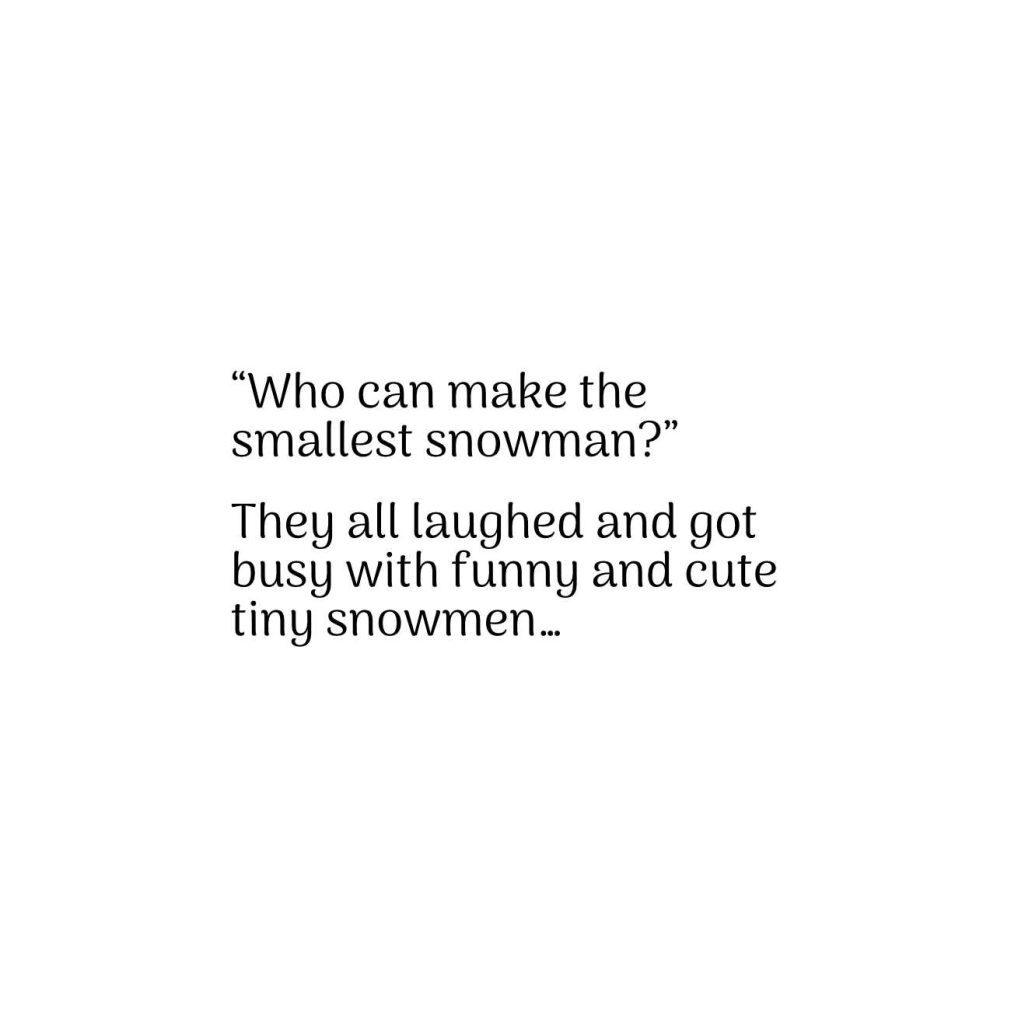 “Who can make the
smallest snowman?”
They all laughed and got
busy with funny and cute
tiny snowmen...